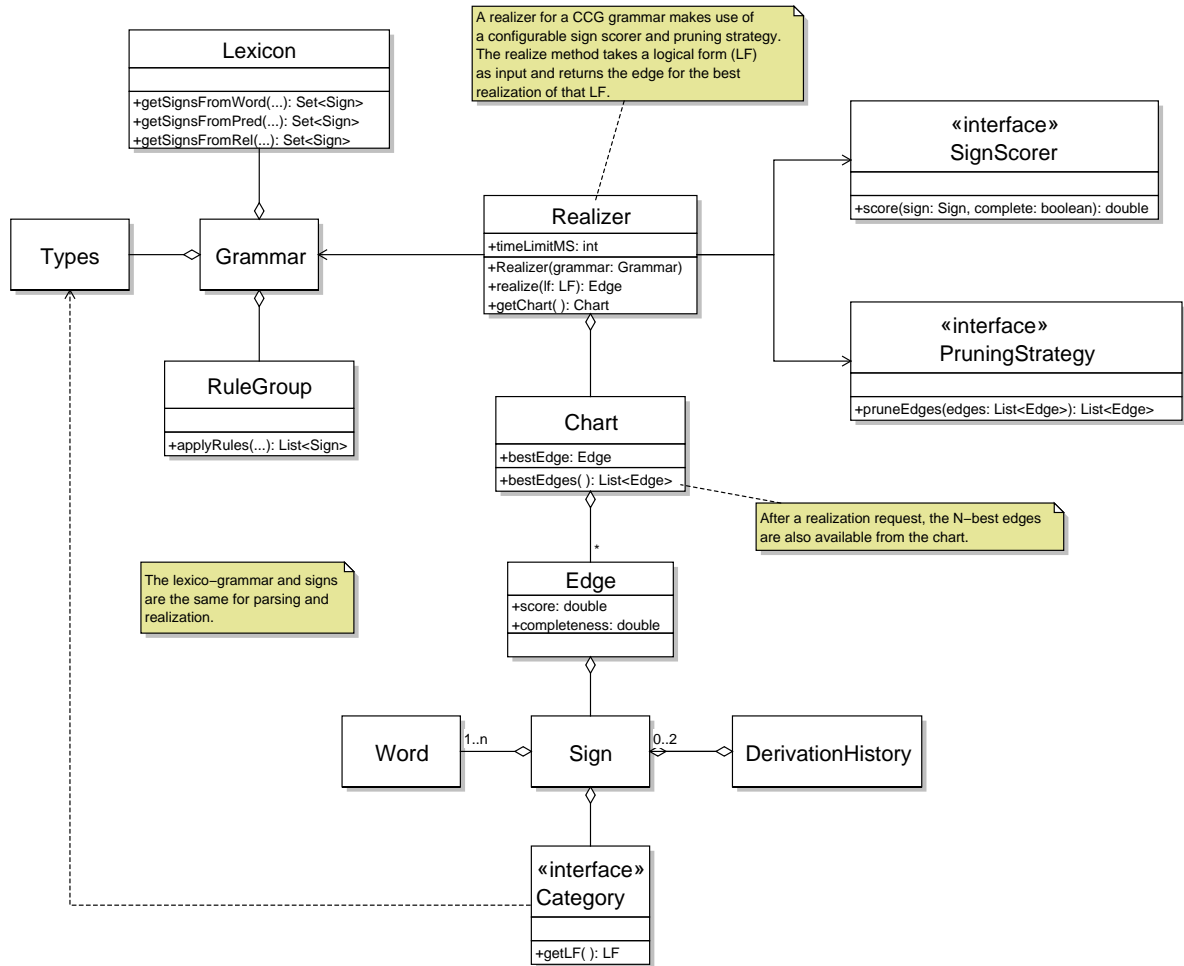 A realizer for a CCG grammar makes use of
a configurable sign scorer and pruning strategy.
The realize method takes a logical form (LF)
as input and returns the edge for the best
realization of that LF.
Lexicon
+getSignsFromWord(...): Set<Sign>
+getSignsFromPred(...): Set<Sign>
+getSignsFromRel(...): Set<Sign>
«interface»
SignScorer
+score(sign: Sign, complete: boolean): double
Types
Grammar
Realizer
+timeLimitMS: int
+Realizer(grammar: Grammar)
+realize(lf: LF): Edge
+getChart( ): Chart
«interface»
PruningStrategy
+pruneEdges(edges: List<Edge>): List<Edge>
RuleGroup
+applyRules(...): List<Sign>
Chart
+bestEdge: Edge
+bestEdges( ): List<Edge>
After a realization request, the N−best edges
are also available from the chart.
*
The lexico−grammar and signs
are the same for parsing and
realization.
Edge
+score: double
+completeness: double
Word
1..n
Sign
0..2
DerivationHistory
«interface»
Category
+getLF( ): LF